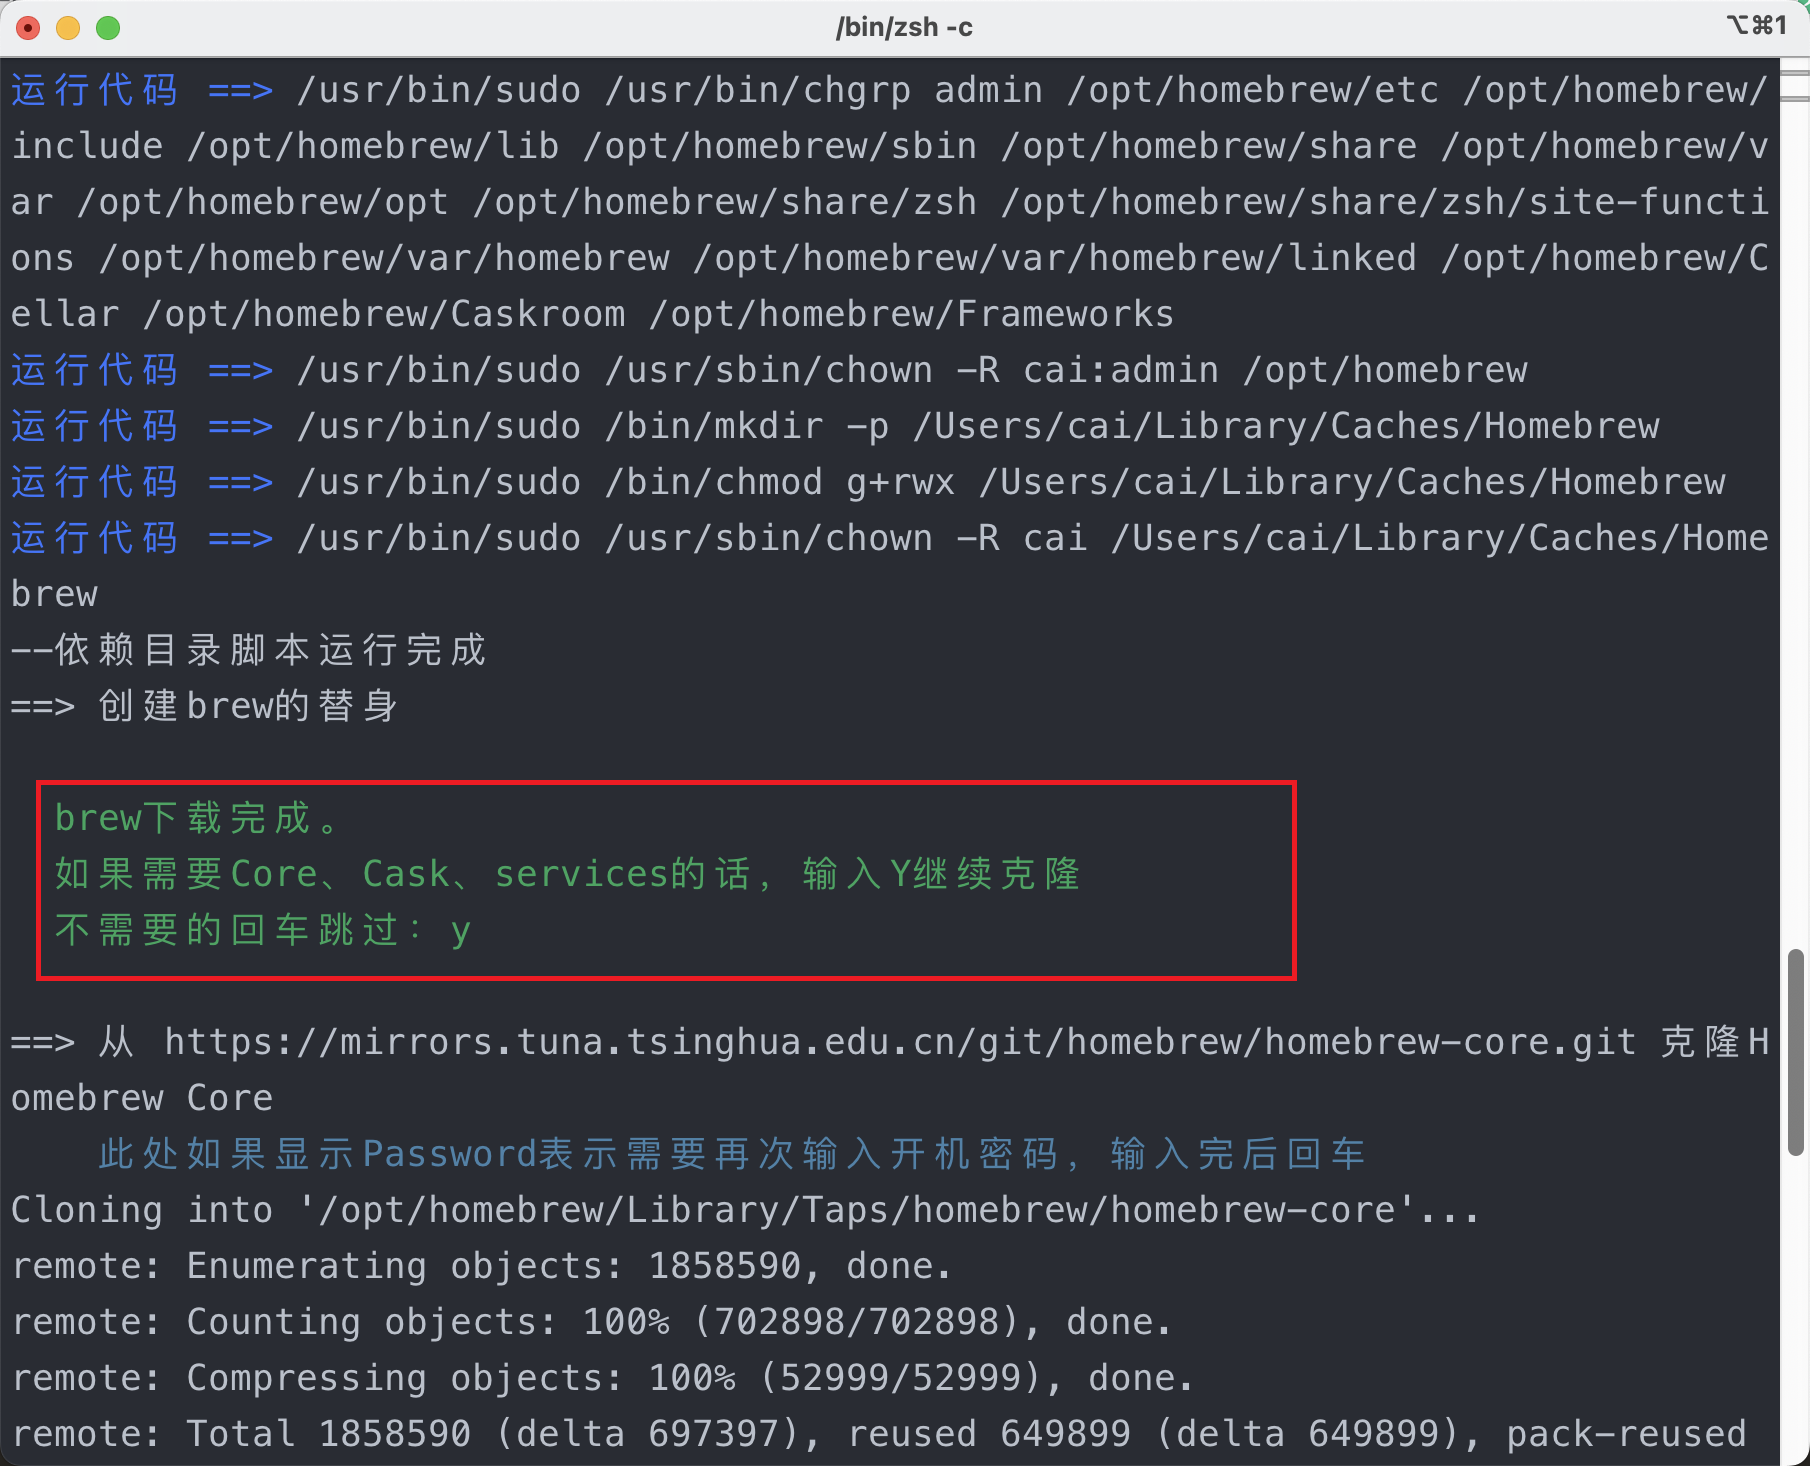 /bin/zsh -c
⌥⌘1
运行代码 ==> /usr/bin/sudo /usr/bin/chgrp admin /opt/homebrew/etc /opt/homebrew/
include /opt/homebrew/lib /opt/homebrew/sbin /opt/homebrew/share /opt/homebrew/v
ar /opt/homebrew/opt /opt/homebrew/share/zsh /opt/homebrew/share/zsh/site-functi
ons /opt/homebrew/var/homebrew /opt/homebrew/var/homebrew/linked /opt/homebrew/C
ellar /opt/homebrew/Caskroom /opt/homebrew/Frameworks
运行代码 ==> /usr/bin/sudo /usr/sbin/chown -R cai:admin /opt/homebrew
运行代码 ==> /usr/bin/sudo /bin/mkdir -p /Users/cai/Library/Caches/Homebrew
运行代码 ==> /usr/bin/sudo /bin/chmod g+rwx /Users/cai/Library/Caches/Homebrew
运行代码 ==> /usr/bin/sudo /usr/sbin/chown -R cai /Users/cai/Library/Caches/Home
brew
--依赖目录脚本运行完成
==> 创建brew的替身
brew下载完成。
如果需要Core、Cask、services的话，输入Y继续克隆
不需要的回车跳过：y
==> 从 https://mirrors.tuna.tsinghua.edu.cn/git/homebrew/homebrew-core.git 克隆H
omebrew Core
此处如果显示Password表示需要再次输入开机密码，输入完后回车
Cloning into '/opt/homebrew/Library/Taps/homebrew/homebrew-core'...
remote: Enumerating objects: 1858590, done.
remote: Counting objects: 100% (702898/702898), done.
remote: Compressing objects: 100% (52999/52999), done.
remote: Total 1858590 (delta 697397), reused 649899 (delta 649899), pack-reused